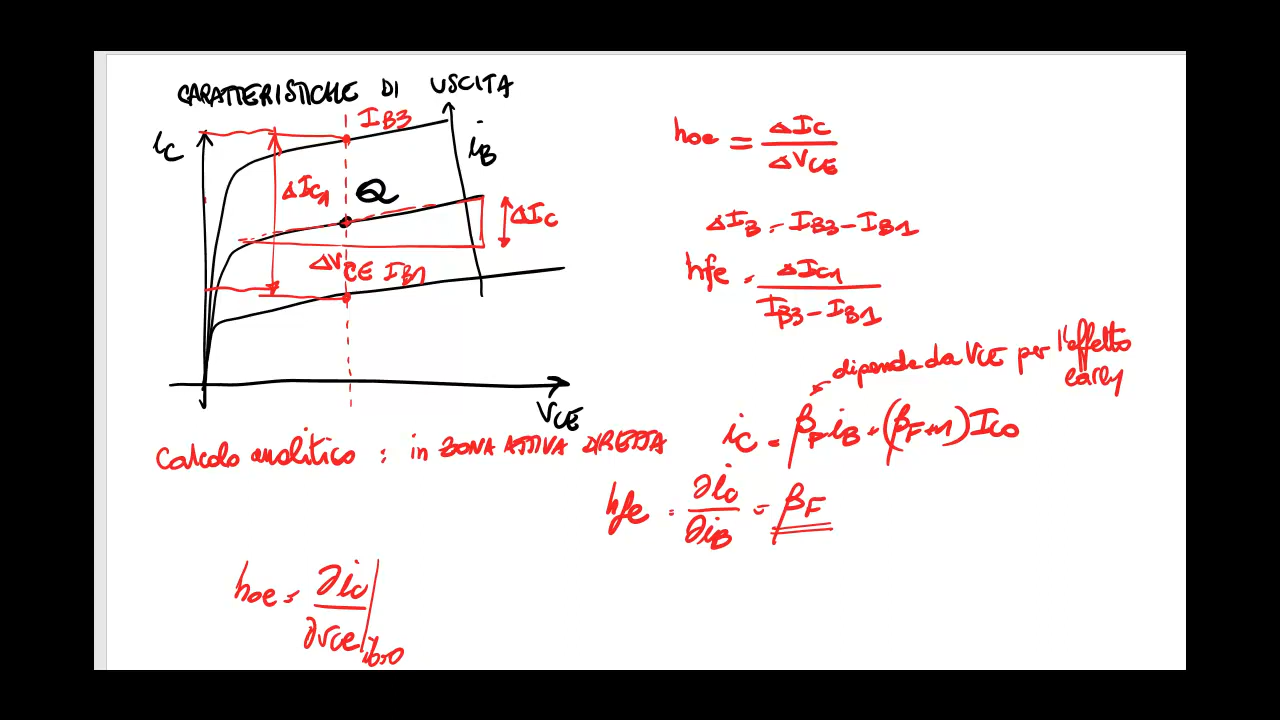 CARATTERISTICHE DI USCITA
iC
IB3
iB
ΔIC1
Q
ΔIC
ΔVCE IB1
VCE
hoe = ΔIC / ΔVCE
ΔIB = IB3 - IB1
hfe = ΔIC1 / IB3 - IB1
dipende da VCE per l'effetto
early
iC = βF iB + (βF+1) ICO
Calcolo analitico : in ZONA ATTIVA DIRETTA
hfe = ∂iC / ∂iB = βF
hoe = ∂iC / ∂vCE | ib=0